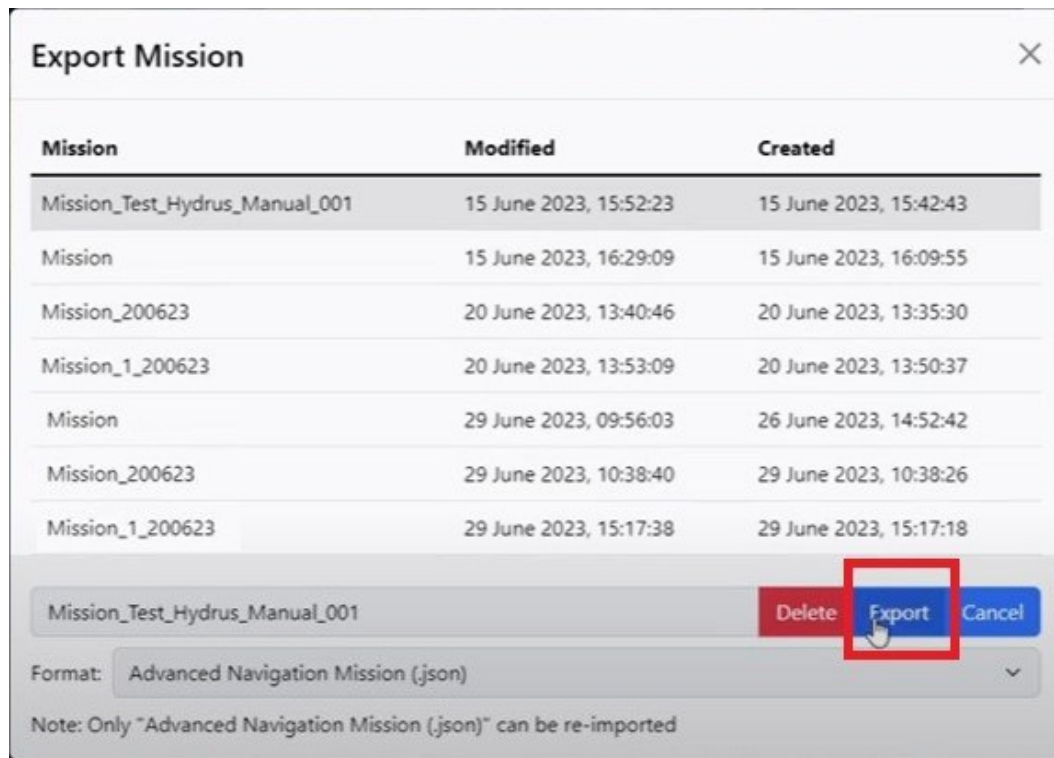 Export Mission
Mission Modified Created
Mission_Test_Hydrus_Manual_001 15 June 2023, 15:52:23 15 June 2023, 15:42:43
Mission 15 June 2023, 16:29:09 15 June 2023, 16:09:55
Mission_200623 20 June 2023, 13:40:46 20 June 2023, 13:35:30
Mission_1_200623 20 June 2023, 13:53:09 20 June 2023, 13:50:37
Mission 29 June 2023, 09:56:03 26 June 2023, 14:52:42
Mission_200623 29 June 2023, 10:38:40 29 June 2023, 10:38:26
Mission_1_200623 29 June 2023, 15:17:38 29 June 2023, 15:17:18
Mission_Test_Hydrus_Manual_001 Delete Export Cancel
Format: Advanced Navigation Mission (.json)
Note: Only "Advanced Navigation Mission (.json)" can be re-imported